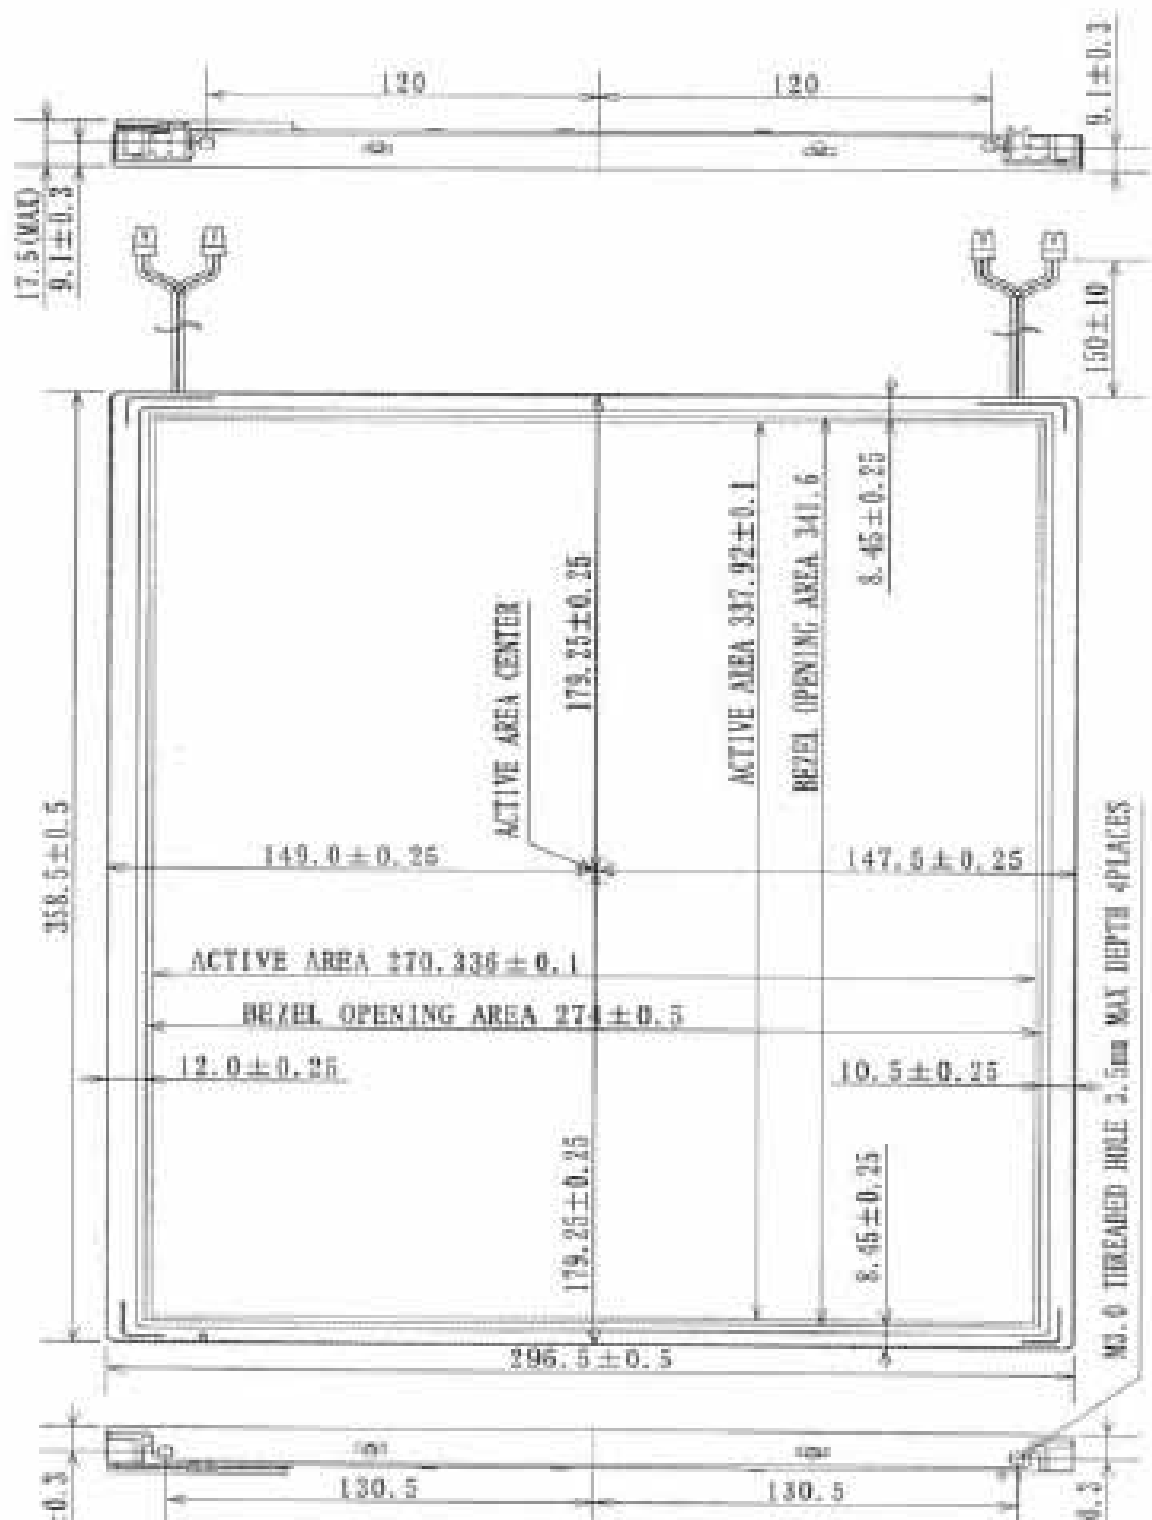 120
120
9.1±0.3
17.5(MAX)
9.1±0.3
150±10
8.45±0.25
ACTIVE AREA 337.92±0.1
BEZEL OPENING AREA 341.6
179.25±0.25
ACTIVE AREA CENTER
358.5±0.5
149.0±0.25
147.5±0.25
ACTIVE AREA 270.336±0.1
BEZEL OPENING AREA 274±0.5
12.0±0.25
10.5±0.25
179.25±0.25
8.45±0.25
M3.0 THREADED HOLE MAX DEPTH 4PLACES
296.5±0.5
130.5
130.5
±0.3
0.3